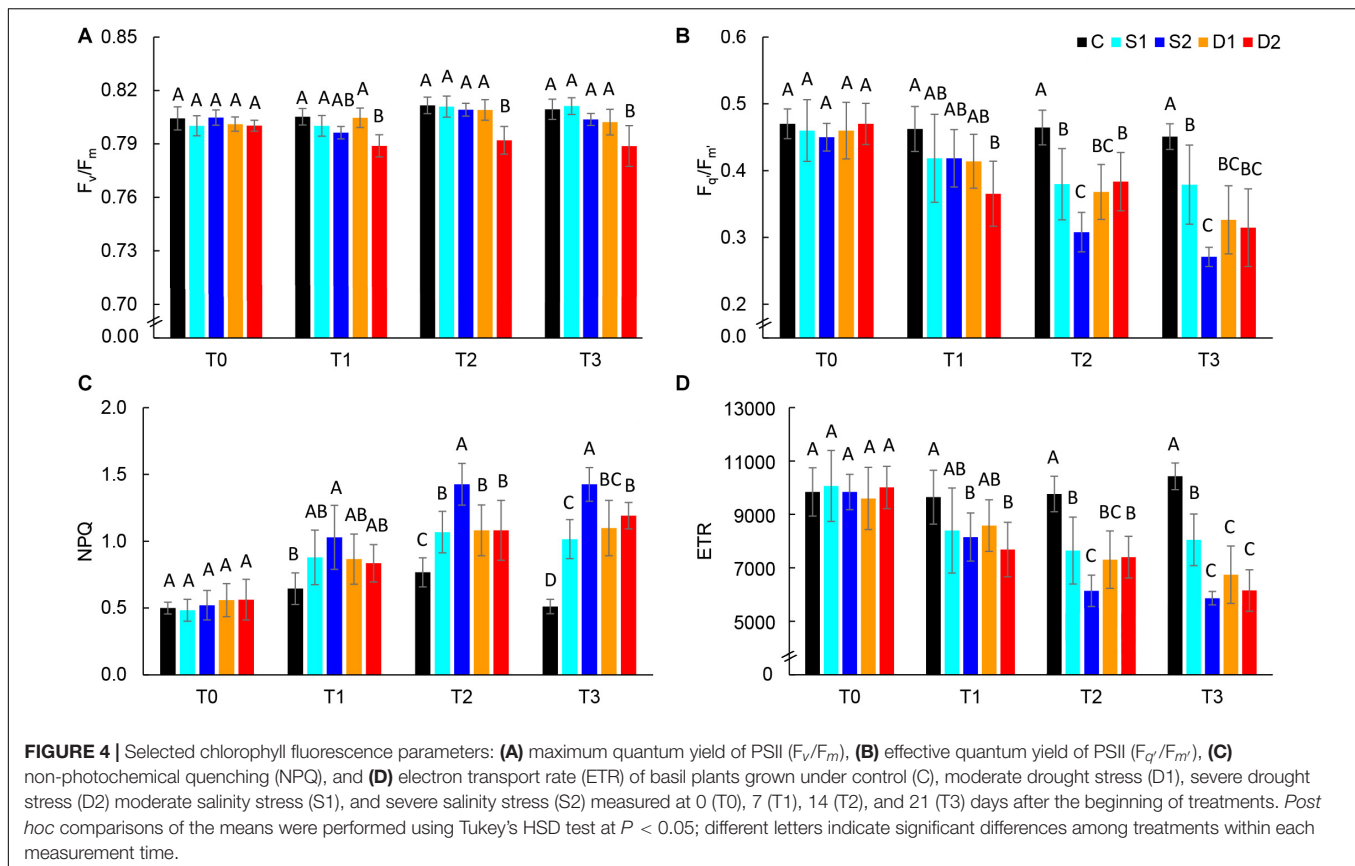 A
B
C S1 S2 D1 D2
0.85
0.82
0.79
0.76
0.73
0.70
0.00
Fv/Fm
A A A A A
A A AB A B
A A A A B
A A A A B
T0 T1 T2 T3
0.6
0.5
0.4
0.3
0.2
0.0
Fq'/Fm'
A A A A A
A AB AB AB B
A B C BC B
A B C BC BC
T0 T1 T2 T3
C
2.0
1.5
1.0
0.5
0.0
NPQ
A A A A A
B AB A AB AB
C B A B B
D C A BC B
T0 T1 T2 T3
D
13000
11000
9000
7000
5000
0
ETR
A A A A A
A AB B AB B
A B C BC B
A B C C C
T0 T1 T2 T3
FIGURE 4 | Selected chlorophyll fluorescence parameters: (A) maximum quantum yield of PSII (Fv/Fm), (B) effective quantum yield of PSII (Fq'/Fm'), (C)
non-photochemical quenching (NPQ), and (D) electron transport rate (ETR) of basil plants grown under control (C), moderate drought stress (D1), severe drought
stress (D2) moderate salinity stress (S1), and severe salinity stress (S2) measured at 0 (T0), 7 (T1), 14 (T2), and 21 (T3) days after the beginning of treatments. Post
hoc comparisons of the means were performed using Tukey's HSD test at P < 0.05; different letters indicate significant differences among treatments within each
measurement time.